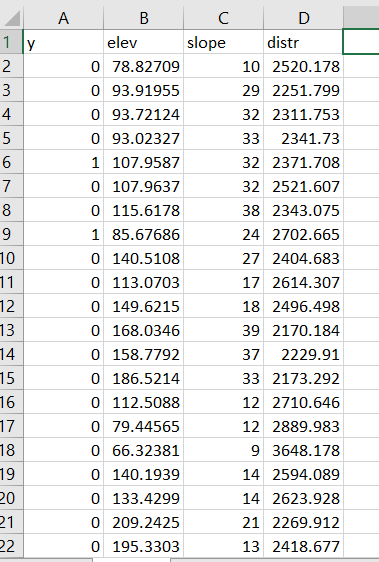 A B C D
1 y elev slope distr
2 0 78.82709 10 2520.178
3 0 93.91955 29 2251.799
4 0 93.72124 32 2311.753
5 0 93.02327 33 2341.73
6 1 107.9587 32 2371.708
7 0 107.9637 32 2521.607
8 0 115.6178 38 2343.075
9 1 85.67686 24 2702.665
10 0 140.5108 27 2404.683
11 0 113.0703 17 2614.307
12 0 149.6215 18 2496.498
13 0 168.0346 39 2170.184
14 0 158.7792 37 2229.91
15 0 186.5214 33 2173.292
16 0 112.5088 12 2710.646
17 0 79.44565 12 2889.983
18 0 66.32381 9 3648.178
19 0 140.1939 14 2594.089
20 0 133.4299 14 2623.928
21 0 209.2425 21 2269.912
22 0 195.3303 13 2418.677